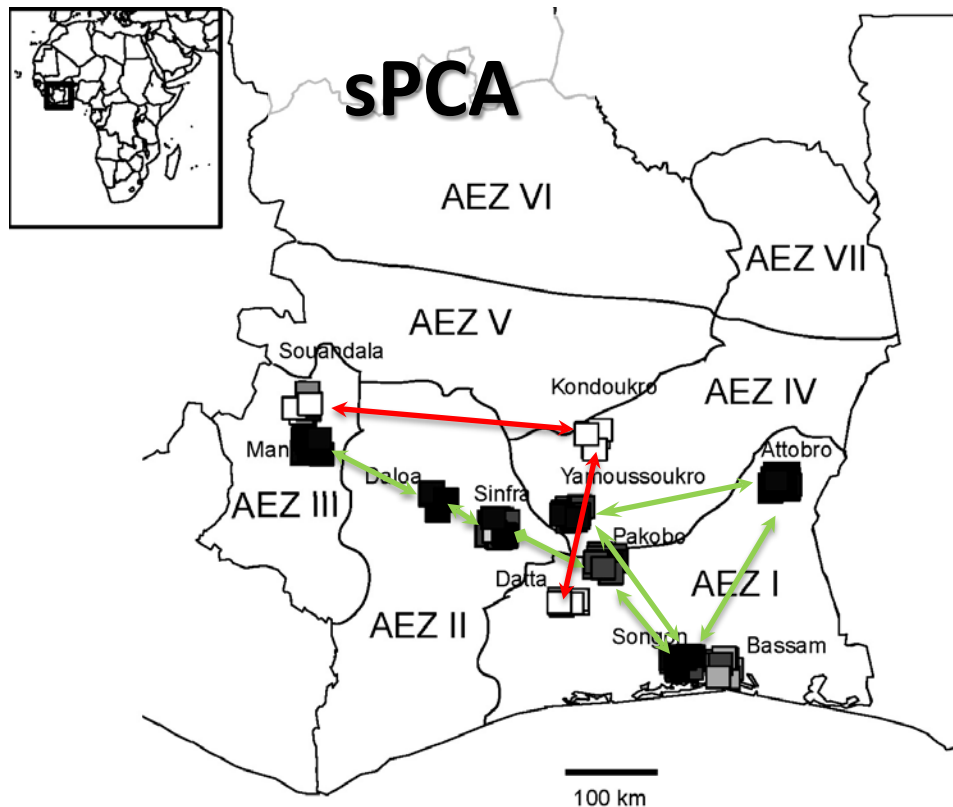 sPCA
AEZ VI
AEZ VII
AEZ V
Souandala
Kondoukro
AEZ IV
Man
Attobro
Daloa
Yamoussoukro
Sinfra
AEZ III
Pakobo
Datta
AEZ I
AEZ II
Songon
Bassam
100 km